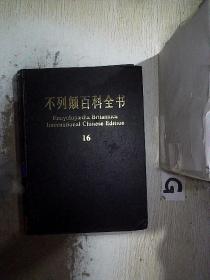 不列颠百科全书
Encyclopædia Britannica
International Chinese Edition
16
G